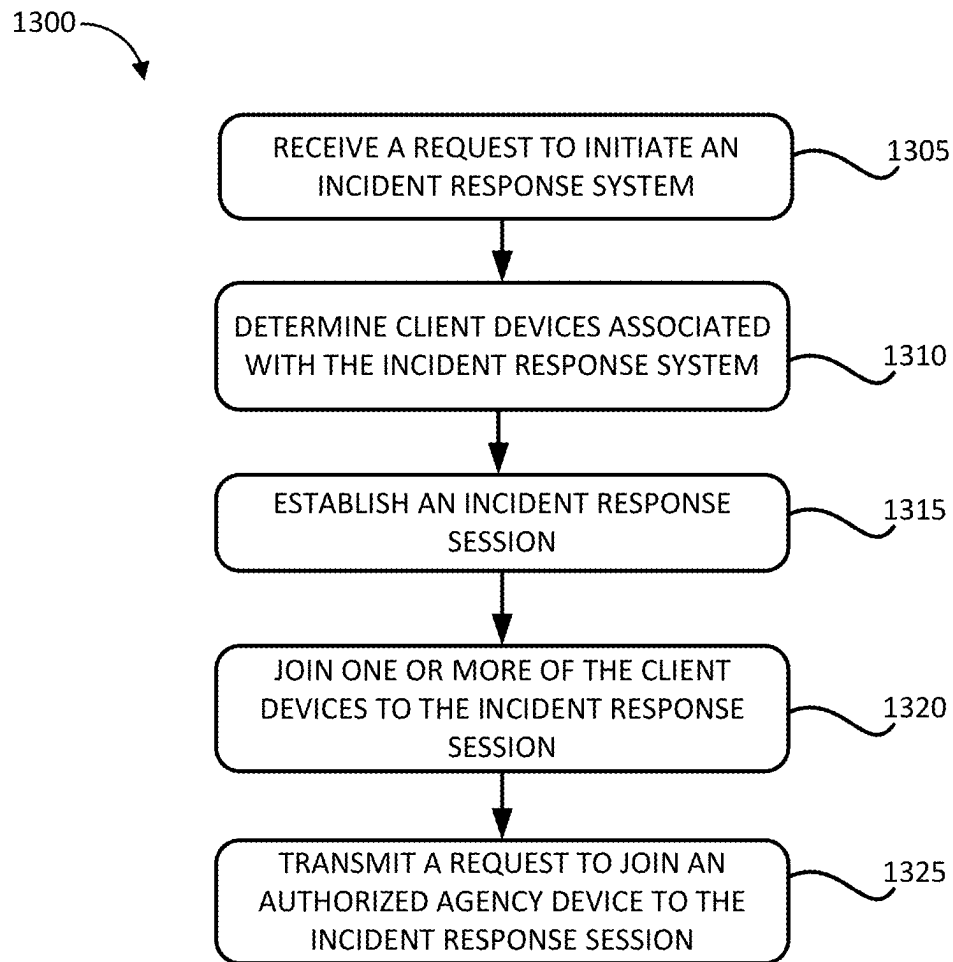 1300
RECEIVE A REQUEST TO INITIATE AN
INCIDENT RESPONSE SYSTEM
1305
DETERMINE CLIENT DEVICES ASSOCIATED
WITH THE INCIDENT RESPONSE SYSTEM
1310
ESTABLISH AN INCIDENT RESPONSE
SESSION
1315
JOIN ONE OR MORE OF THE CLIENT
DEVICES TO THE INCIDENT RESPONSE
SESSION
1320
TRANSMIT A REQUEST TO JOIN AN
AUTHORIZED AGENCY DEVICE TO THE
INCIDENT RESPONSE SESSION
1325